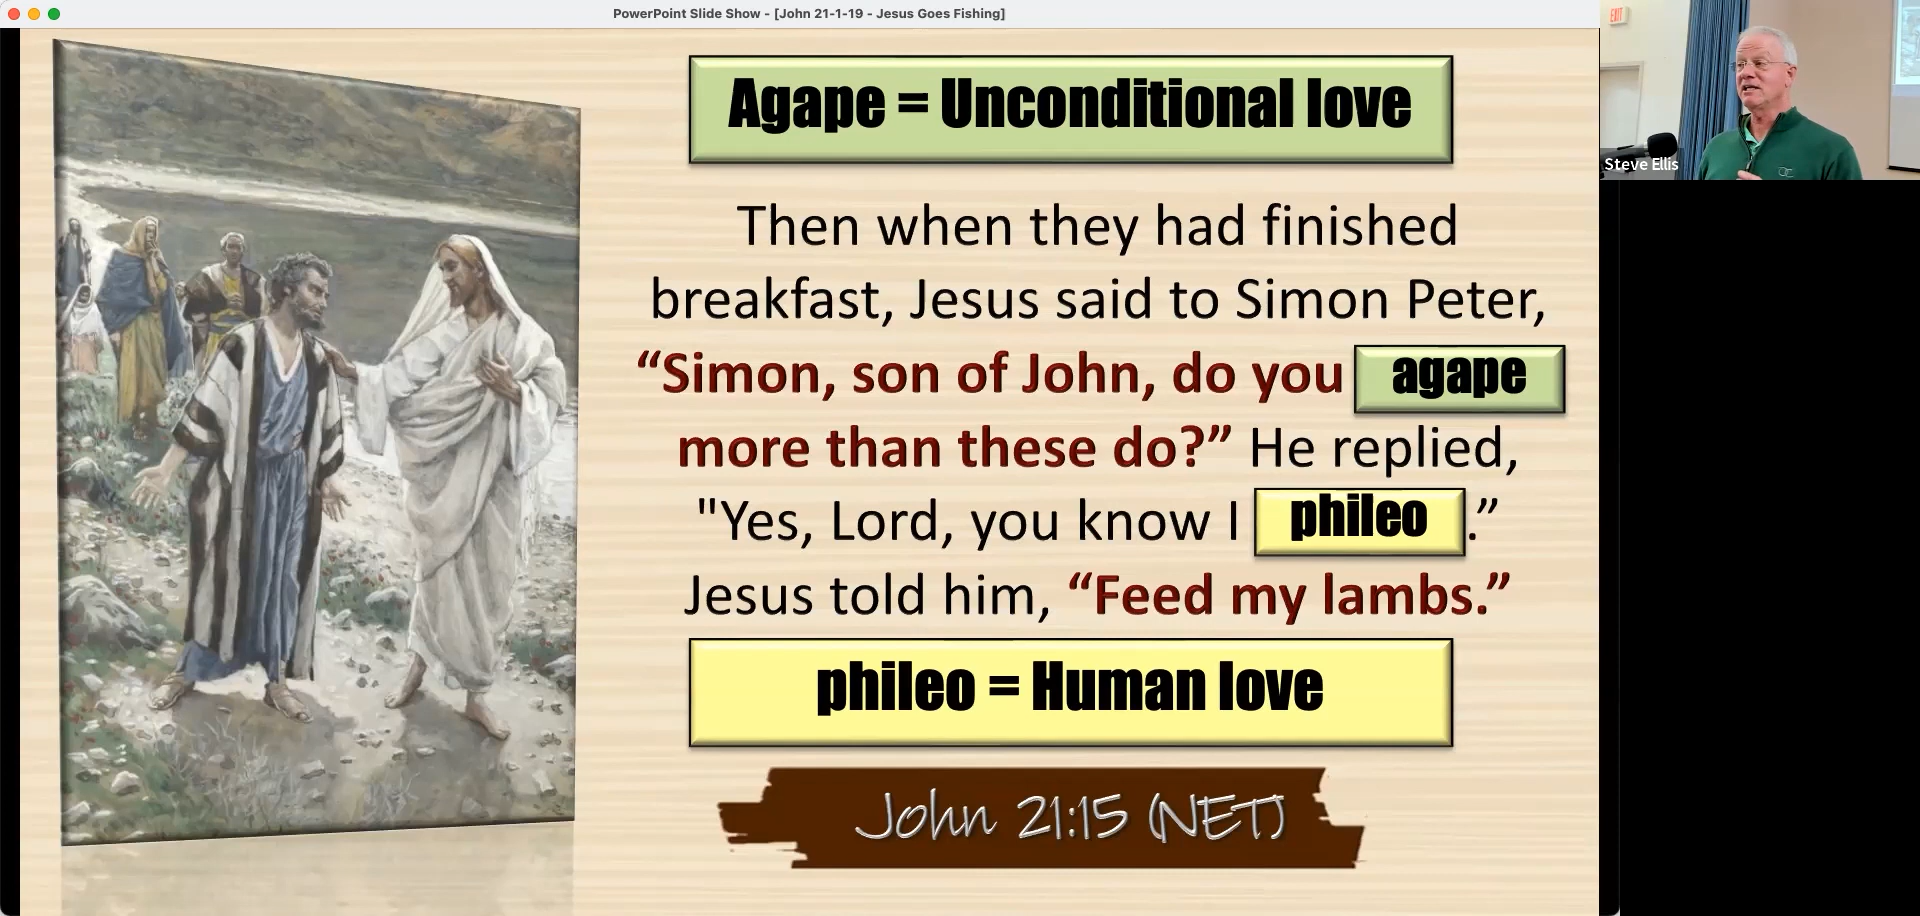 PowerPoint Slide Show - [John 21-1-19 - Jesus Goes Fishing]
EXIT
Steve Ellis
Agape = Unconditional love
Then when they had finished
breakfast, Jesus said to Simon Peter,
“Simon, son of John, do you agape
more than these do?” He replied,
"Yes, Lord, you know I phileo.”
Jesus told him, “Feed my lambs.”
phileo = Human love
John 21:15 (NET)